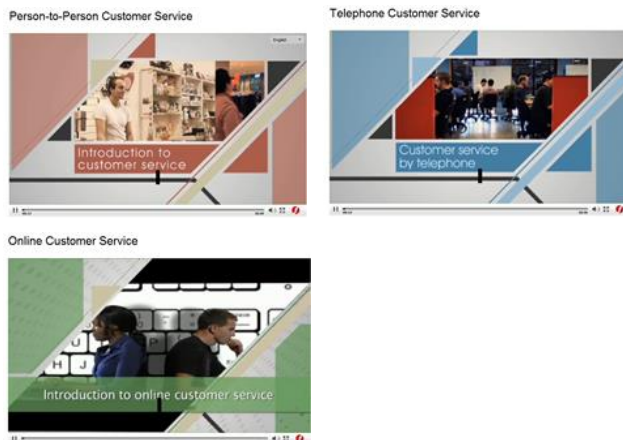 Person-to-Person Customer Service
English
Introduction to
customer service
Telephone Customer Service
Customer service
by telephone
Online Customer Service
Introduction to online customer service